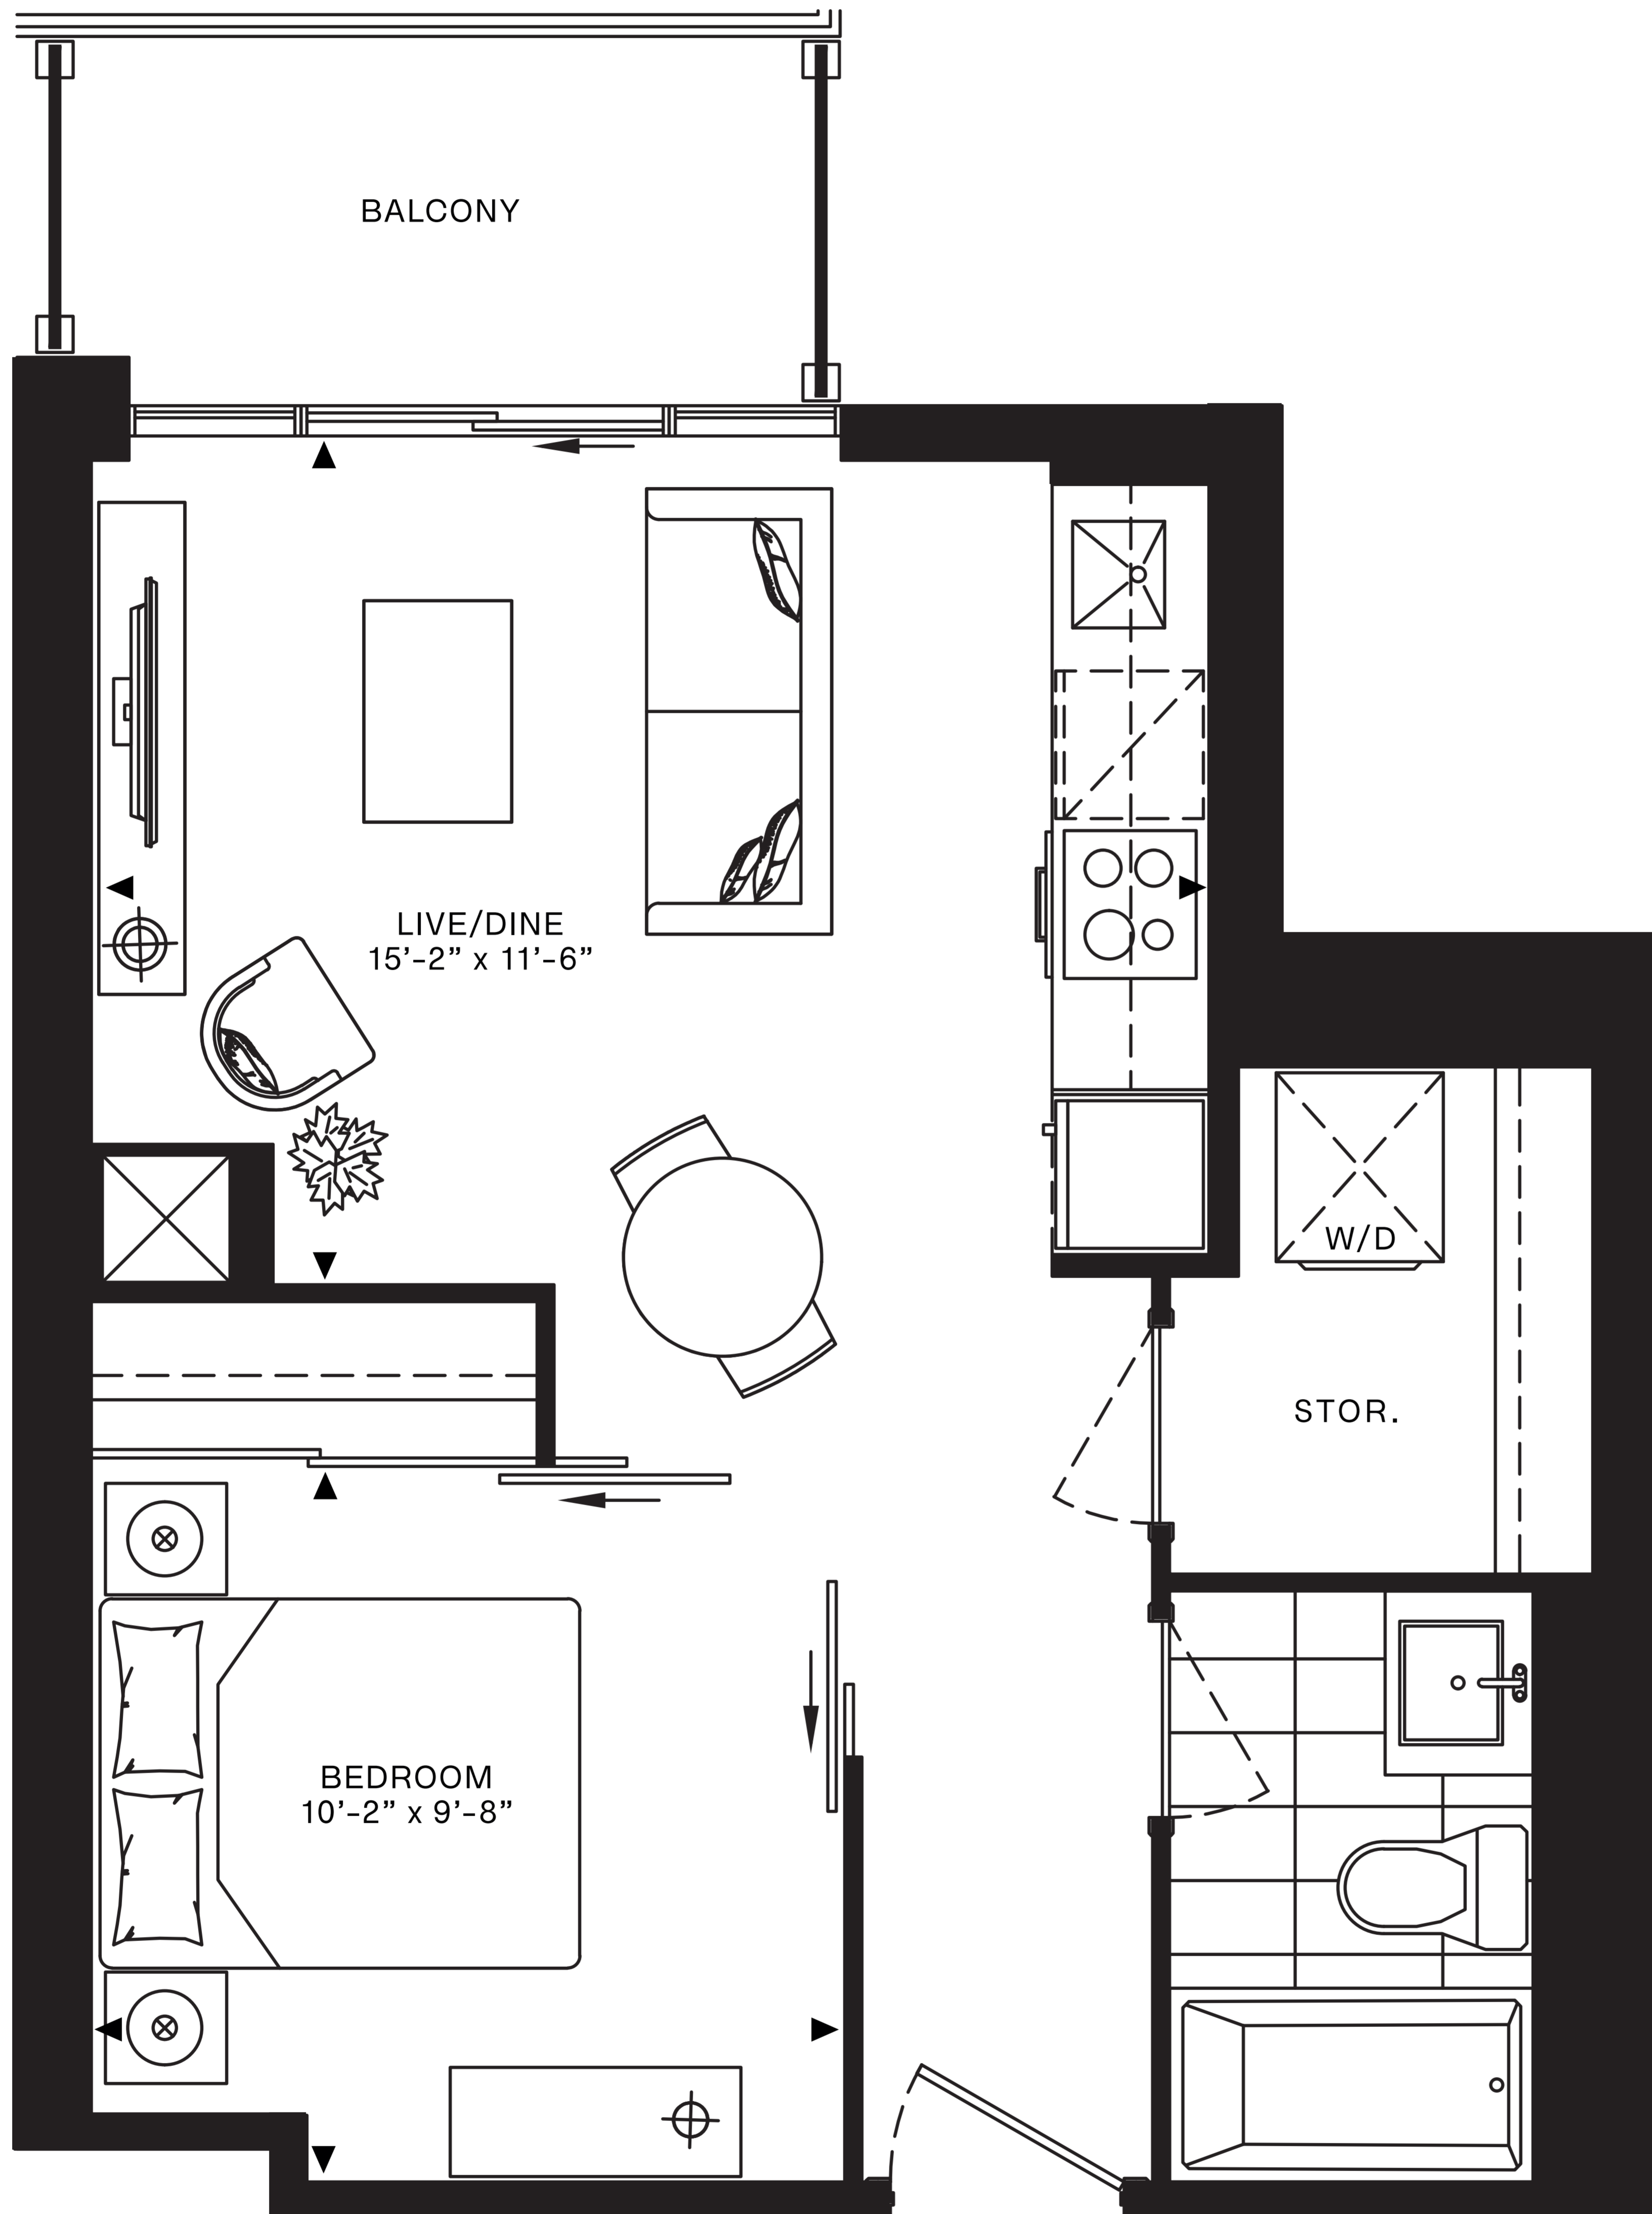 BALCONY
LIVE/DINE
15’-2” x 11’-6”
W/D
STOR.
BEDROOM
10’-2” x 9’-8”